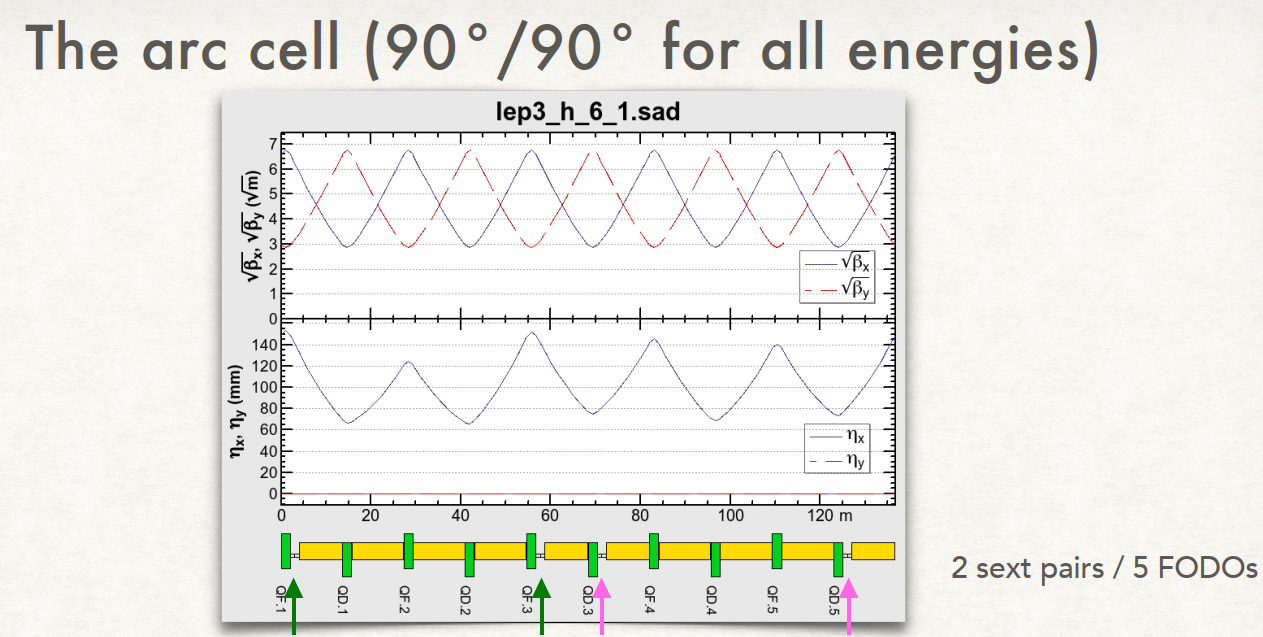 The arc cell (90°/90° for all energies)
lep3_h_6_1.sad
√βx, √βy (√m)
7
6
5
4
3
2
1
0
√βx
√βy
ηx, ηy (mm)
140
120
100
80
60
40
20
0
ηx
ηy
0 20 40 60 80 100 120 m
QF.1 QD.1 QF.2 QD.2 QF.3 QD.3 QF.4 QD.4 QF.5 QD.5
2 sext pairs / 5 FODOs